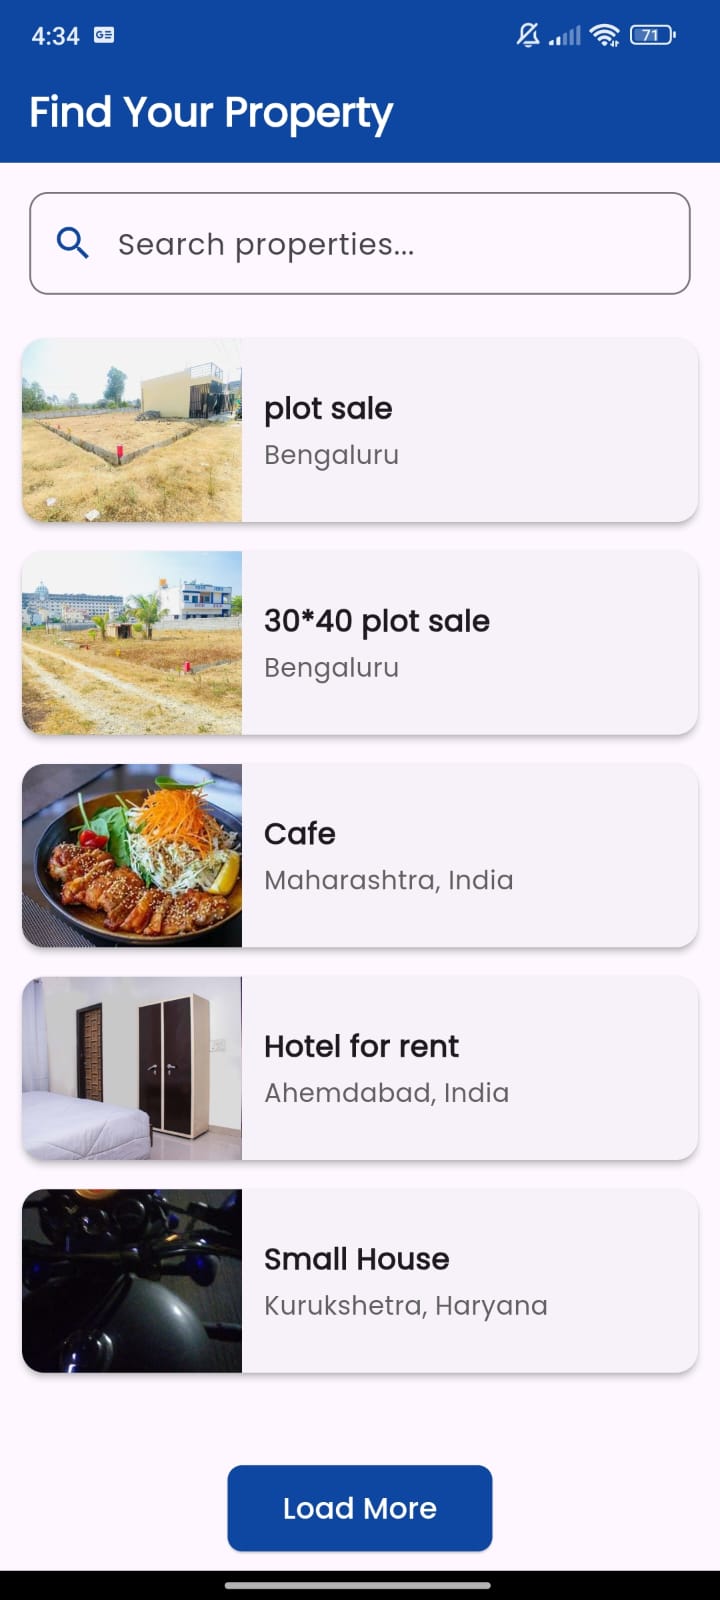 4:34
71
Find Your Property
Search properties...
plot sale
Bengaluru
30*40 plot sale
Bengaluru
Cafe
Maharashtra, India
Hotel for rent
Ahemdabad, India
Small House
Kurukshetra, Haryana
Load More